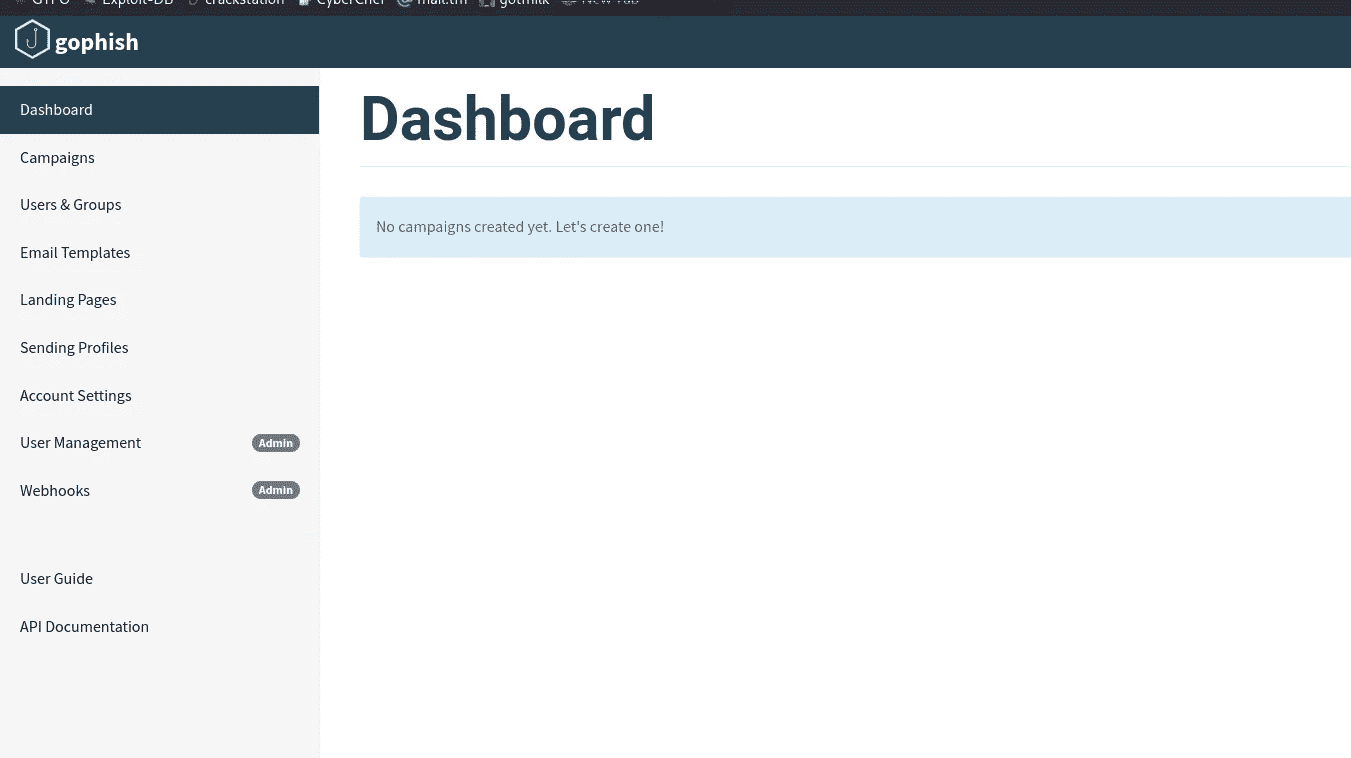 GTFO Exploit-DB crackstation CyberChef mail.tm gotmilk New Tab
gophish
Dashboard
Campaigns
Users & Groups
Email Templates
Landing Pages
Sending Profiles
Account Settings
User Management Admin
Webhooks Admin
User Guide
API Documentation
Dashboard
No campaigns created yet. Let's create one!